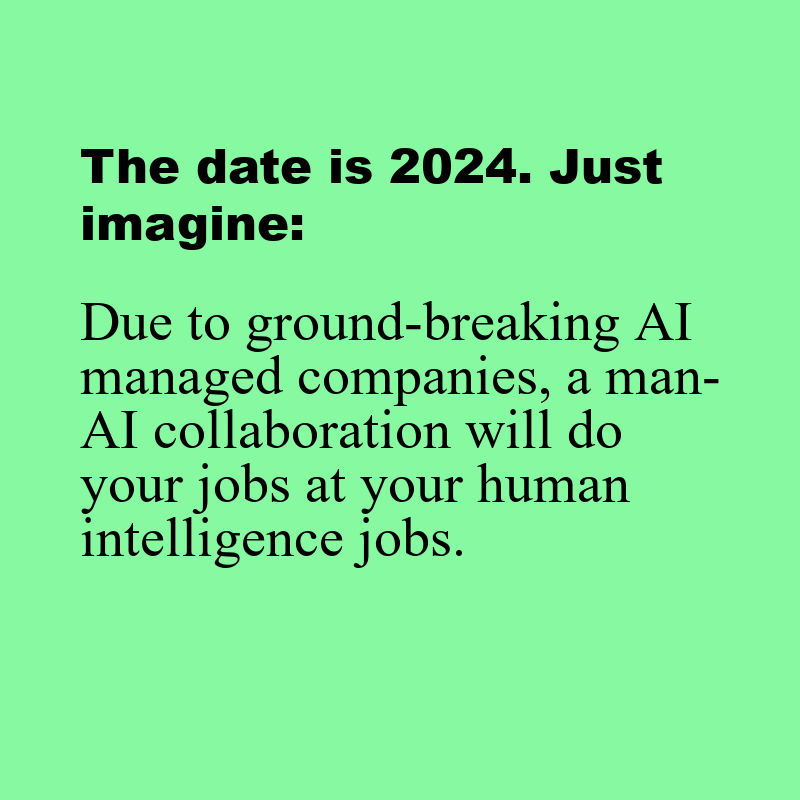 The date is 2024. Just
imagine:
Due to ground-breaking AI
managed companies, a man-
AI collaboration will do
your jobs at your human
intelligence jobs.